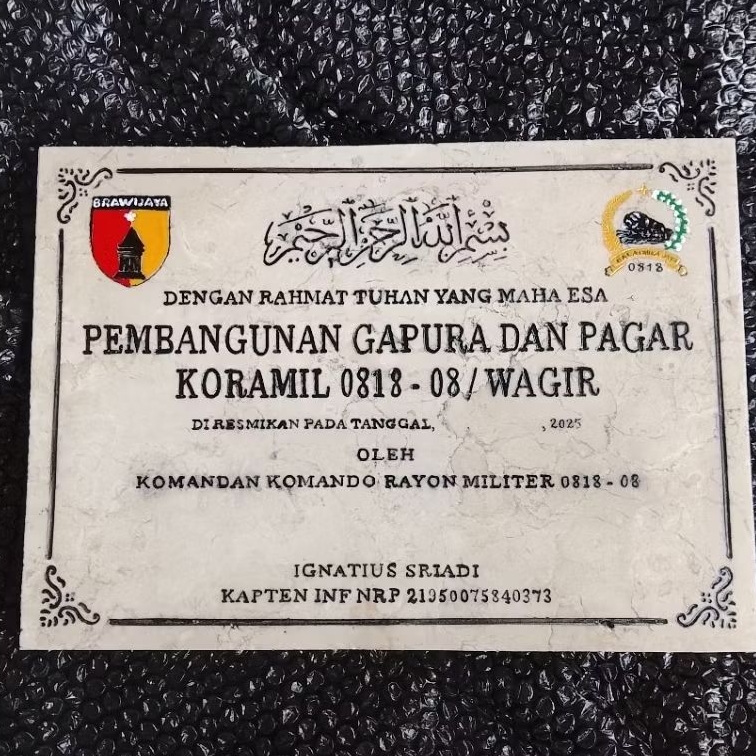 BRAWIJAYA
بسم الله الرحمن الرحيم
0818
DENGAN RAHMAT TUHAN YANG MAHA ESA
PEMBANGUNAN GAPURA DAN PAGAR
KORAMIL 0818 - 08 / WAGIR
DI RESMIKAN PADA TANGGAL, , 2025
OLEH
KOMANDAN KOMANDO RAYON MILITER 0818 - 08
IGNATIUS SRIADI
KAPTEN INF NRP 21950075840373